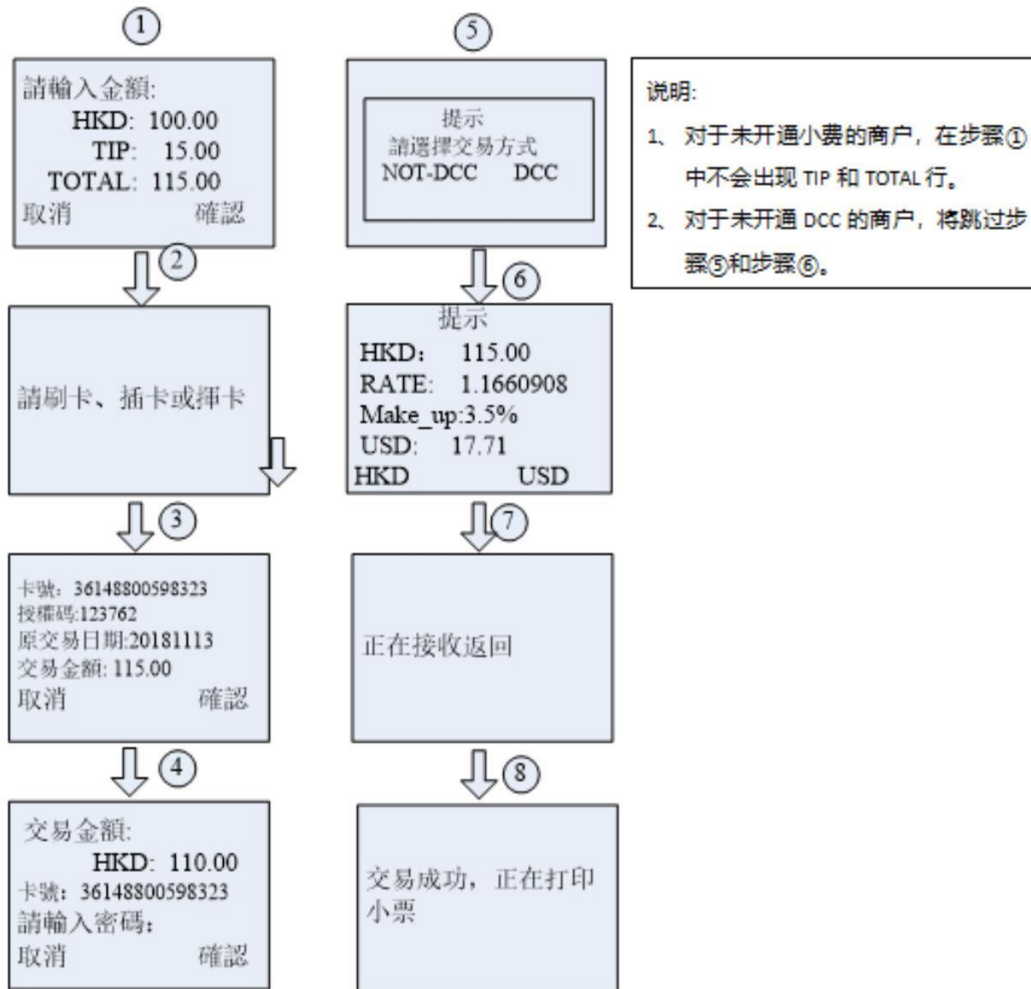 ①
請輸入金額:
HKD: 100.00
TIP: 15.00
TOTAL: 115.00
取消 確認
②
請刷卡、插卡或揮卡
③
卡號：36148800598323
授權碼:123762
原交易日期:20181113
交易金額: 115.00
取消 確認
④
交易金額:
HKD: 110.00
卡號：36148800598323
請輸入密碼：
取消 確認
⑤
提示
請選擇交易方式
NOT-DCC DCC
⑥
提示
HKD： 115.00
RATE: 1.1660908
Make_up:3.5%
USD: 17.71
HKD USD
⑦
正在接收返回
⑧
交易成功，正在打印
小票
说明:
1、 对于未开通小费的商户，在步骤①
中不会出现 TIP 和 TOTAL 行。
2、 对于未开通 DCC 的商户，将跳过步
骤⑤和步骤⑥。